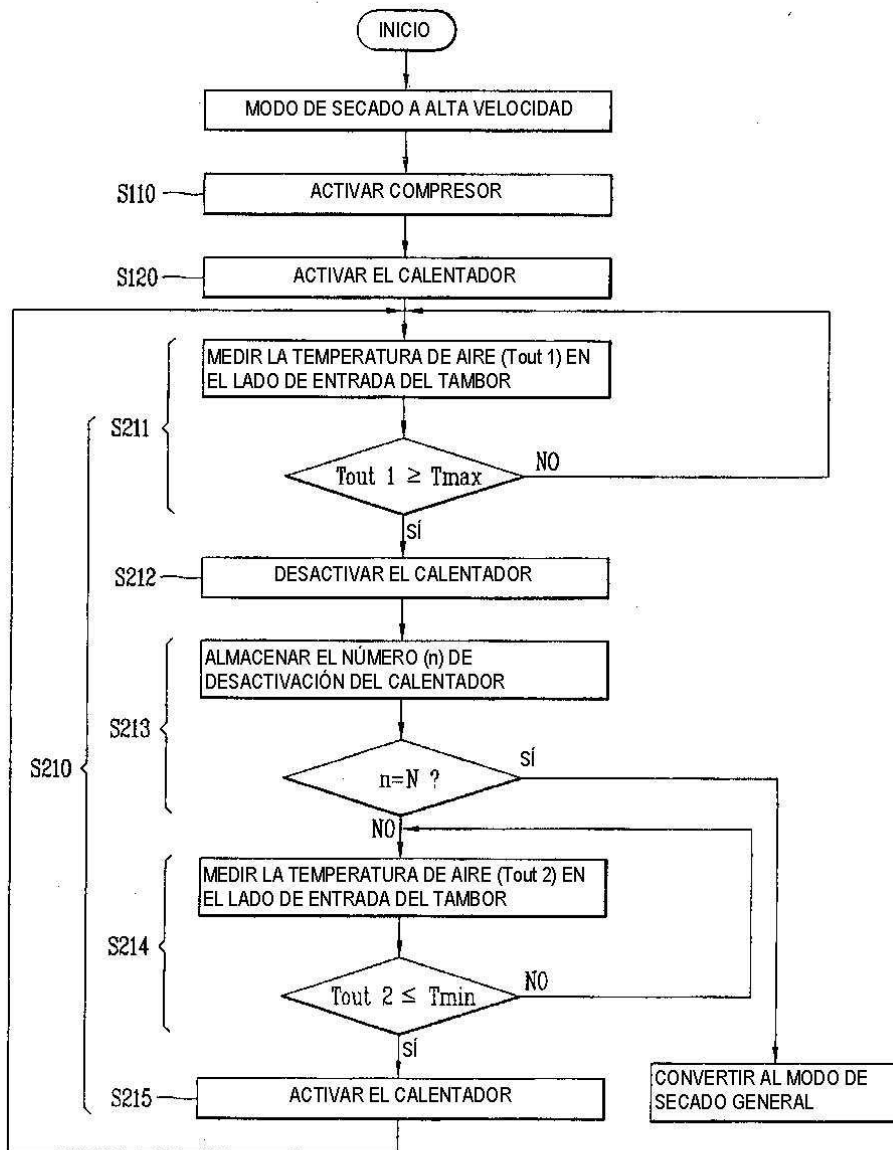 INICIO
MODO DE SECADO A ALTA VELOCIDAD
S110
ACTIVAR COMPRESOR
S120
ACTIVAR EL CALENTADOR
MEDIR LA TEMPERATURA DE AIRE (Tout 1) EN
EL LADO DE ENTRADA DEL TAMBOR
S211
Tout 1 ≥ Tmax
NO
SÍ
S212
DESACTIVAR EL CALENTADOR
ALMACENAR EL NÚMERO (n) DE
DESACTIVACIÓN DEL CALENTADOR
S213
S210
n=N ?
SÍ
NO
MEDIR LA TEMPERATURA DE AIRE (Tout 2) EN
EL LADO DE ENTRADA DEL TAMBOR
S214
Tout 2 ≤ Tmin
NO
SÍ
S215
ACTIVAR EL CALENTADOR
CONVERTIR AL MODO DE
SECADO GENERAL